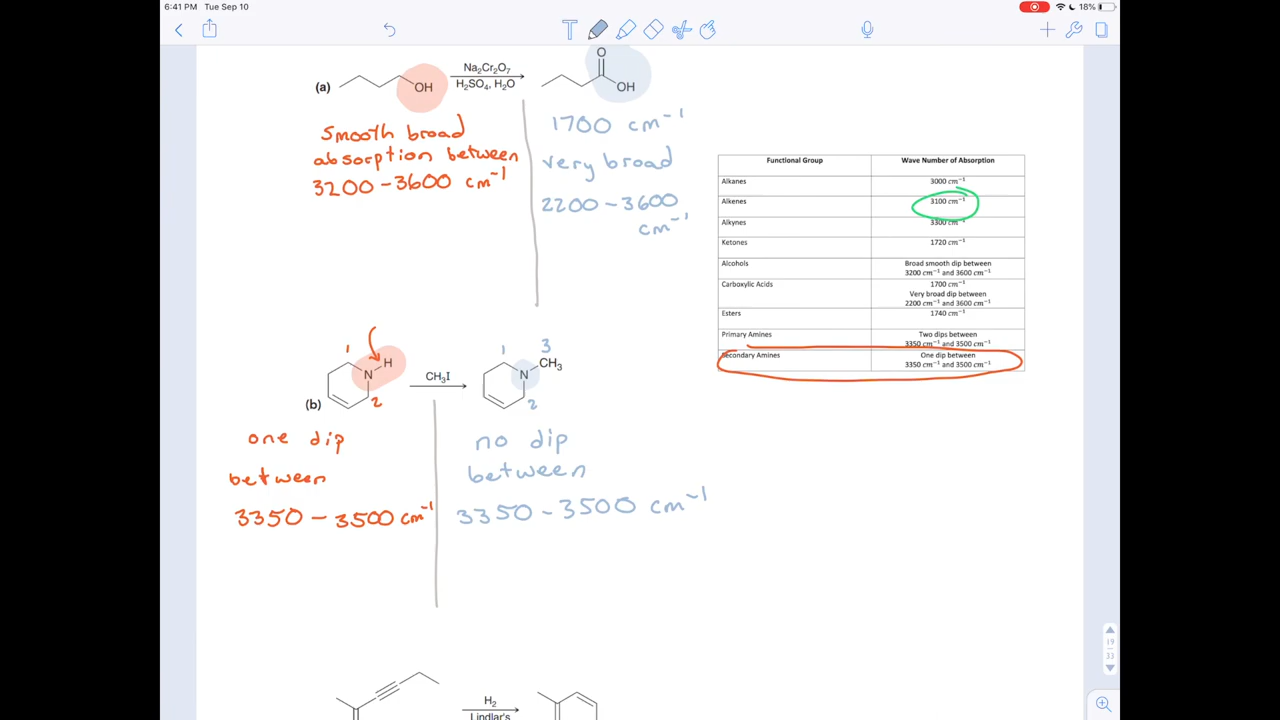 6:41 PM Tue Sep 10
18%
(a)
OH
Na₂Cr₂O₇
H₂SO₄, H₂O
O
OH
Smooth broad
absorption between
3200 - 3600 cm⁻¹
1700 cm⁻¹
very broad
2200 - 3600
cm⁻¹
Functional Group Wave Number of Absorption
Alkanes 3000 cm⁻¹
Alkenes 3100 cm⁻¹
Alkynes 3300 cm⁻¹
Ketones 1720 cm⁻¹
Alcohols Broad smooth dip between
3200 cm⁻¹ and 3600 cm⁻¹
Carboxylic Acids 1700 cm⁻¹
Very broad dip between
2200 cm⁻¹ and 3600 cm⁻¹
Esters 1740 cm⁻¹
Primary Amines Two dips between
3350 cm⁻¹ and 3500 cm⁻¹
Secondary Amines One dip between
3350 cm⁻¹ and 3500 cm⁻¹
(b)
1
H
N
2
CH₃I
1
3
CH₃
N
2
one dip
between
3350 - 3500 cm⁻¹
no dip
between
3350 - 3500 cm⁻¹
H₂
Lindlar's
19
33